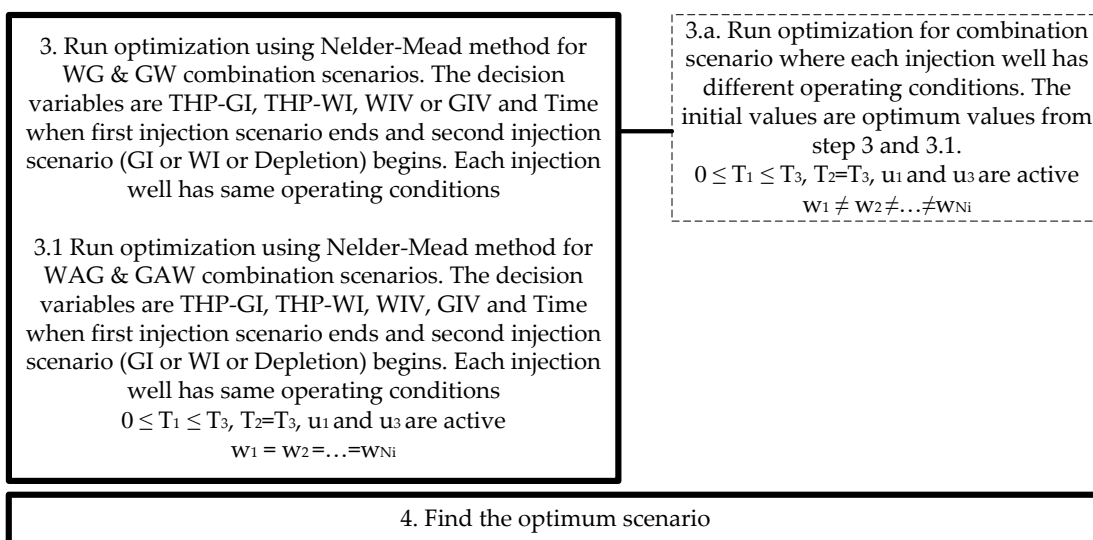 3. Run optimization using Nelder-Mead method for
WG & GW combination scenarios. The decision
variables are THP-GI, THP-WI, WIV or GIV and Time
when first injection scenario ends and second injection
scenario (GI or WI or Depletion) begins. Each injection
well has same operating conditions
3.1 Run optimization using Nelder-Mead method for
WAG & GAW combination scenarios. The decision
variables are THP-GI, THP-WI, WIV, GIV and Time
when first injection scenario ends and second injection
scenario (GI or WI or Depletion) begins. Each injection
well has same operating conditions
0 ≤ T1 ≤ T3, T2=T3, u1 and u3 are active
w1 = w2 =…=wNi
3.a. Run optimization for combination
scenario where each injection well has
different operating conditions. The
initial values are optimum values from
step 3 and 3.1.
0 ≤ T1 ≤ T3, T2=T3, u1 and u3 are active
w1 ≠ w2 ≠…≠wNi
4. Find the optimum scenario